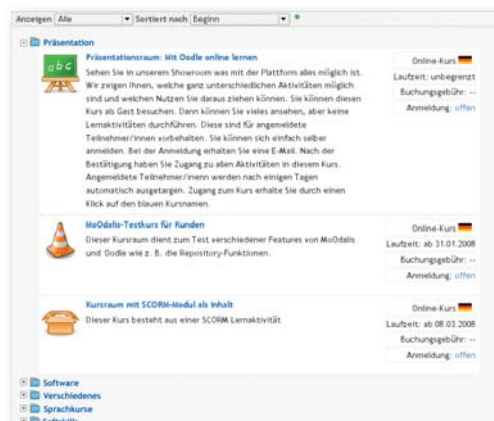 Anzeigen Alle Sortiert nach Beginn
Präsentation
Präsentationsraum: Mit Oodle online lernen
Sehen Sie in unserem Showroom was mit der Plattform alles möglich ist.
Wir zeigen Ihnen, welche ganz unterschiedlichen Aktivitäten möglich
sind und welchen Nutzen Sie daraus ziehen können. Sie können diesen
Kurs als Gast besuchen. Dann können Sie vieles ansehen, aber keine
Lernaktivitäten durchführen. Diese sind für angemeldete
Teilnehmer/innen vorbehalten. Sie können sich einfach selber
anmelden. Bei der Anmeldung erhalten Sie eine E-Mail. Nach der
Bestätigung haben Sie Zugang zu allen Aktivitäten in diesem Kurs.
Angemeldete Teilnehmer/inenn werden nach einigen Tagen
automatisch ausgetargen. Zugang zum Kurs erhalte Sie durch einen
Klick auf den blauen Kursnamen.
Online-Kurs
Laufzeit: unbegrenzt
Buchungsgebühr: --
Anmeldung: offen
abc
MoOdalis-Testkurs für Kunden
Dieser Kursraum dient zum Test verschiedener Features von MoOdalis
und Oodle wie z. B. die Repository-Funktionen.
Online-Kurs
Laufzeit: ab 31.01.2008
Buchungsgebühr: --
Anmeldung: offen
Kursraum mit SCORM-Modul als Inhalt
Dieser Kurs besteht aus einer SCORM Lernaktivität
Online-Kurs
Laufzeit: ab 08.03.2008
Buchungsgebühr: --
Anmeldung: offen
Software
Verschiedenes
Sprachkurse